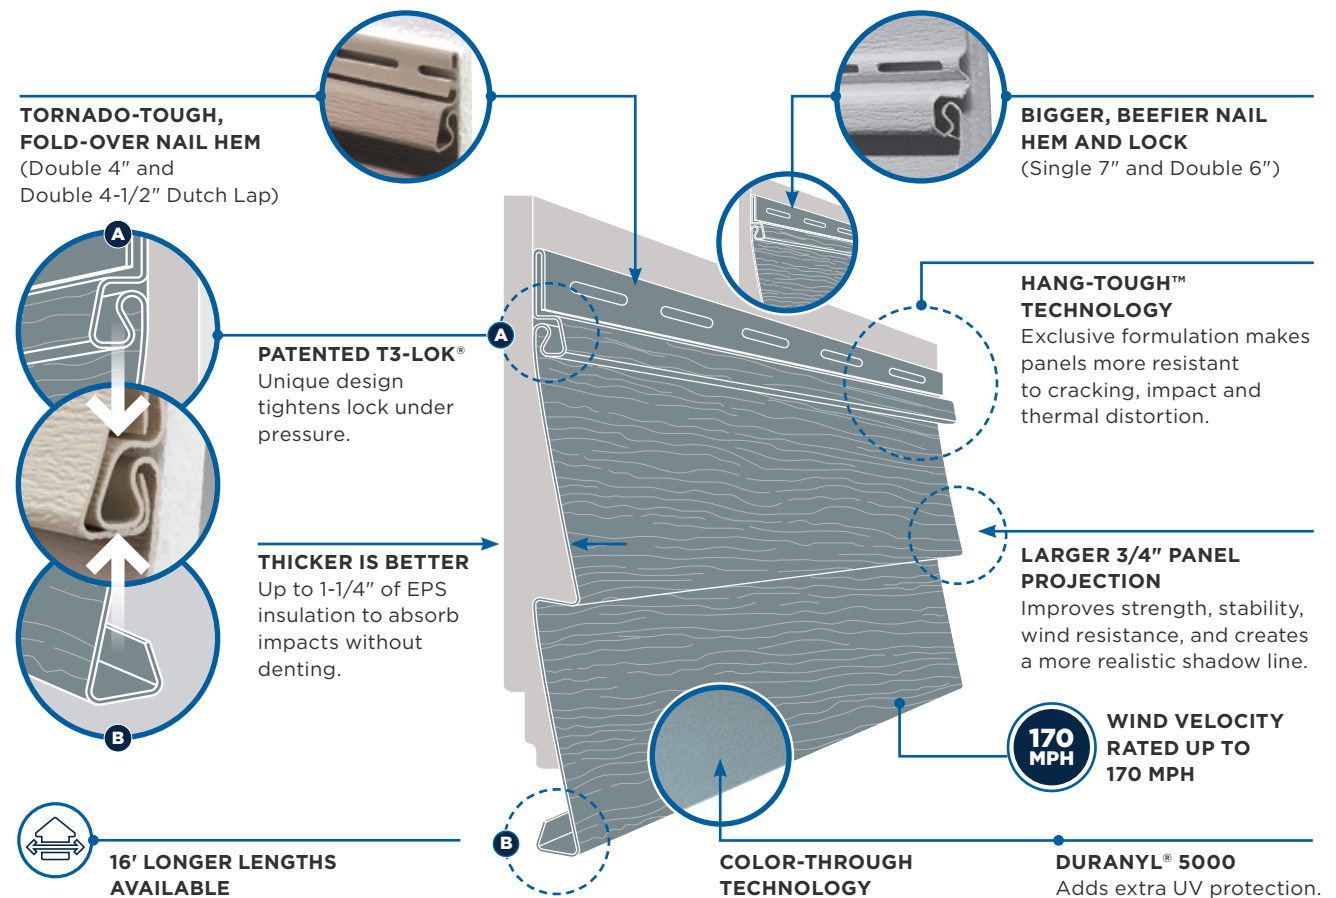 TORNADO-TOUGH,
FOLD-OVER NAIL HEM
(Double 4" and
Double 4-1/2" Dutch Lap)
BIGGER, BEEFIER NAIL
HEM AND LOCK
(Single 7" and Double 6")
A
HANG-TOUGH™
TECHNOLOGY
Exclusive formulation makes
panels more resistant
to cracking, impact and
thermal distortion.
A
PATENTED T3-LOK®
Unique design
tightens lock under
pressure.
THICKER IS BETTER
Up to 1-1/4" of EPS
insulation to absorb
impacts without
denting.
LARGER 3/4" PANEL
PROJECTION
Improves strength, stability,
wind resistance, and creates
a more realistic shadow line.
B
170
MPH
WIND VELOCITY
RATED UP TO
170 MPH
B
16' LONGER LENGTHS
AVAILABLE
COLOR-THROUGH
TECHNOLOGY
DURANYL® 5000
Adds extra UV protection.